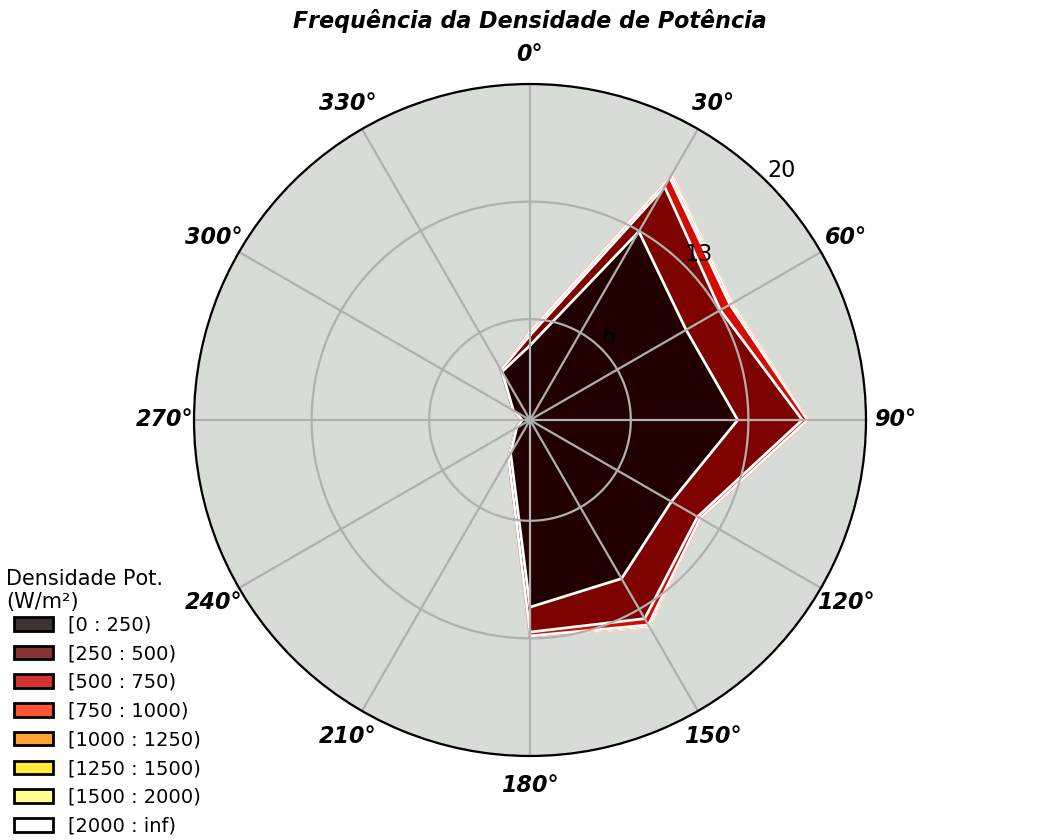 Frequência da Densidade de Potência
0°
330°
30°
20
300°
60°
13
6
270°
90°
240°
120°
210°
150°
180°
Densidade Pot.
(W/m²)
[0 : 250)
[250 : 500)
[500 : 750)
[750 : 1000)
[1000 : 1250)
[1250 : 1500)
[1500 : 2000)
[2000 : inf)